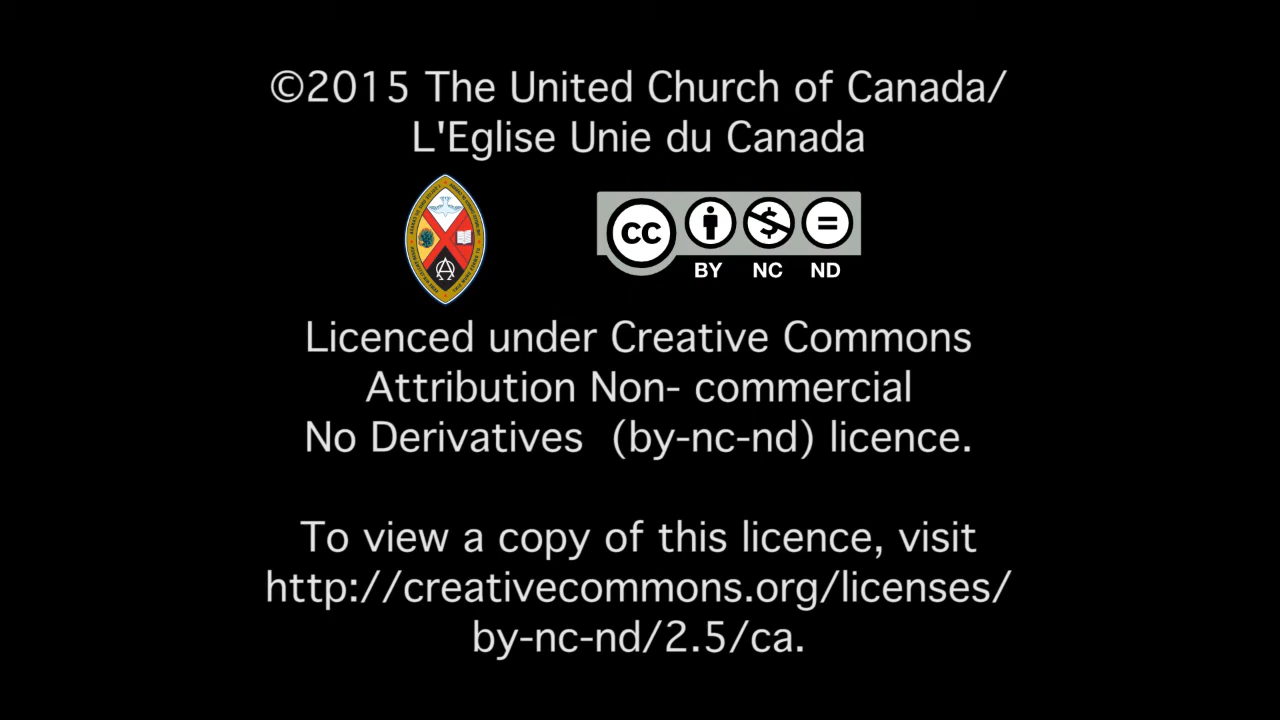 ©2015 The United Church of Canada/
L'Eglise Unie du Canada
CC
BY NC ND
Licenced under Creative Commons
Attribution Non- commercial
No Derivatives (by-nc-nd) licence.
To view a copy of this licence, visit
http://creativecommons.org/licenses/
by-nc-nd/2.5/ca.